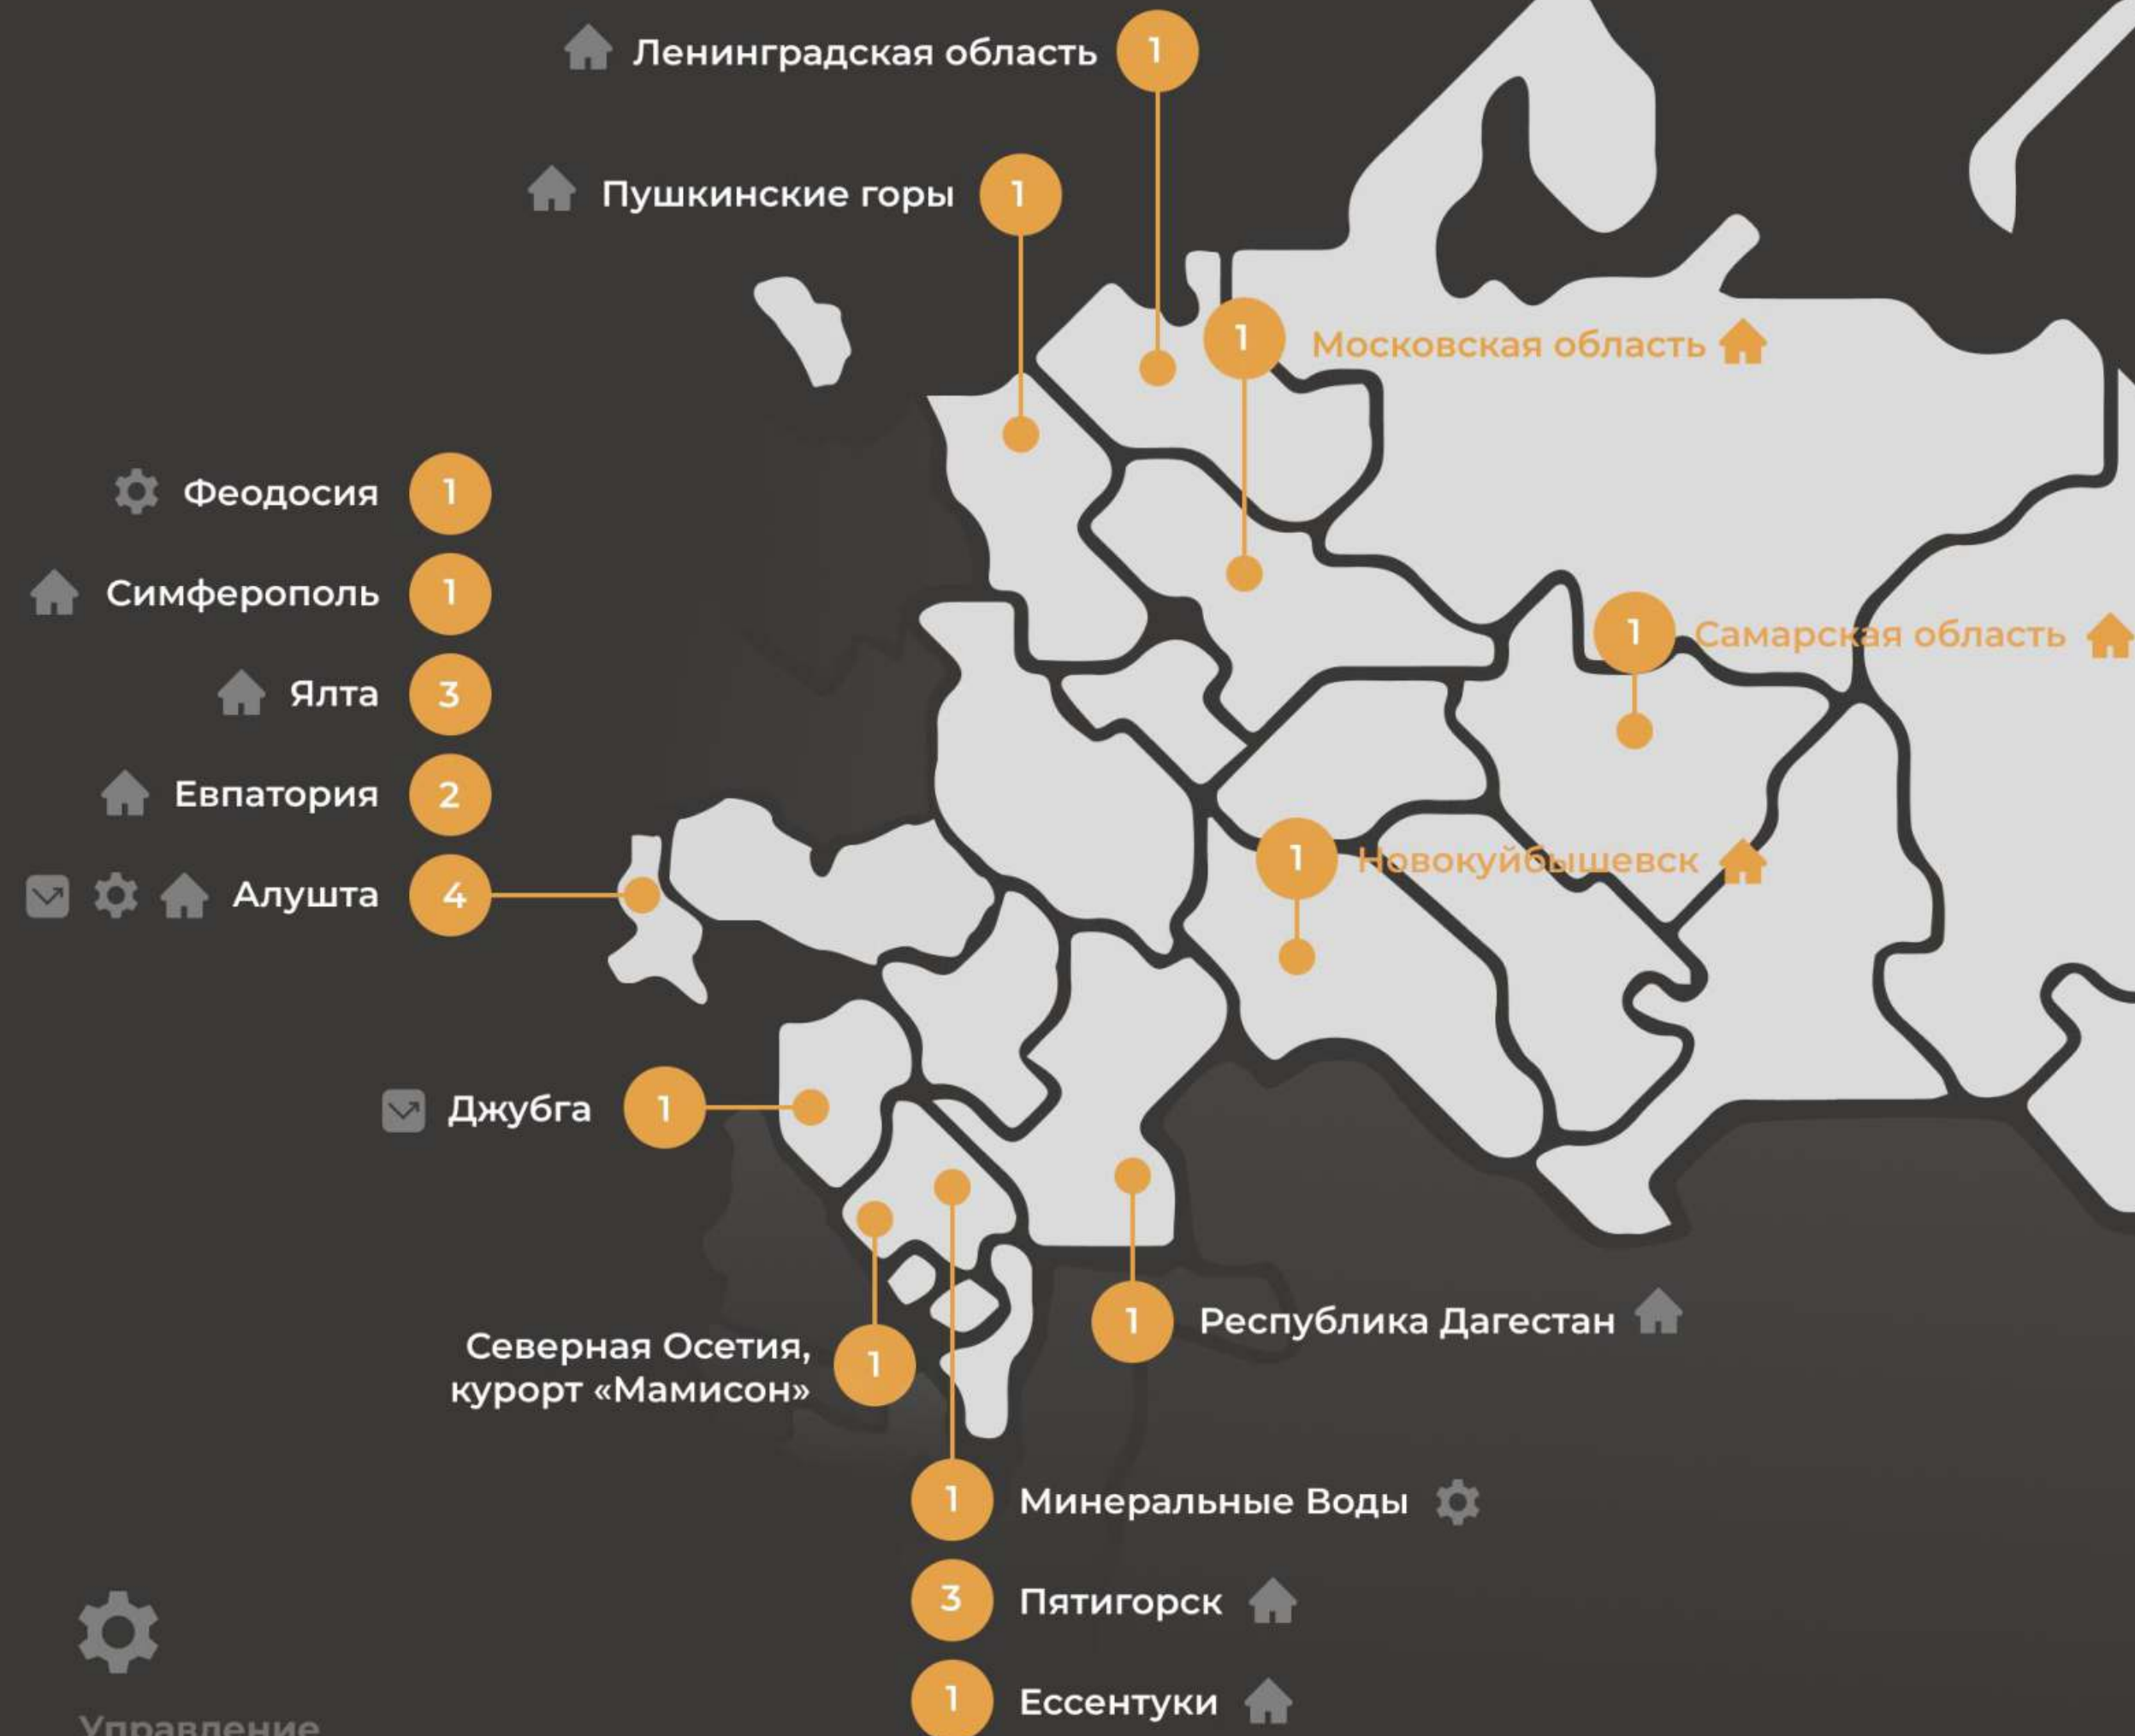 Ленинградская область 1
Пушкинские горы 1
1 Московская область
Феодосия 1
Симферополь 1
1 Самарская область
Ялта 3
Евпатория 2
1 Новокуйбышевск
Алушта 4
Джубга 1
1 Республика Дагестан
Северная Осетия,
курорт «Мамисон» 1
1 Минеральные Воды
3 Пятигорск
1 Ессентуки
Управление